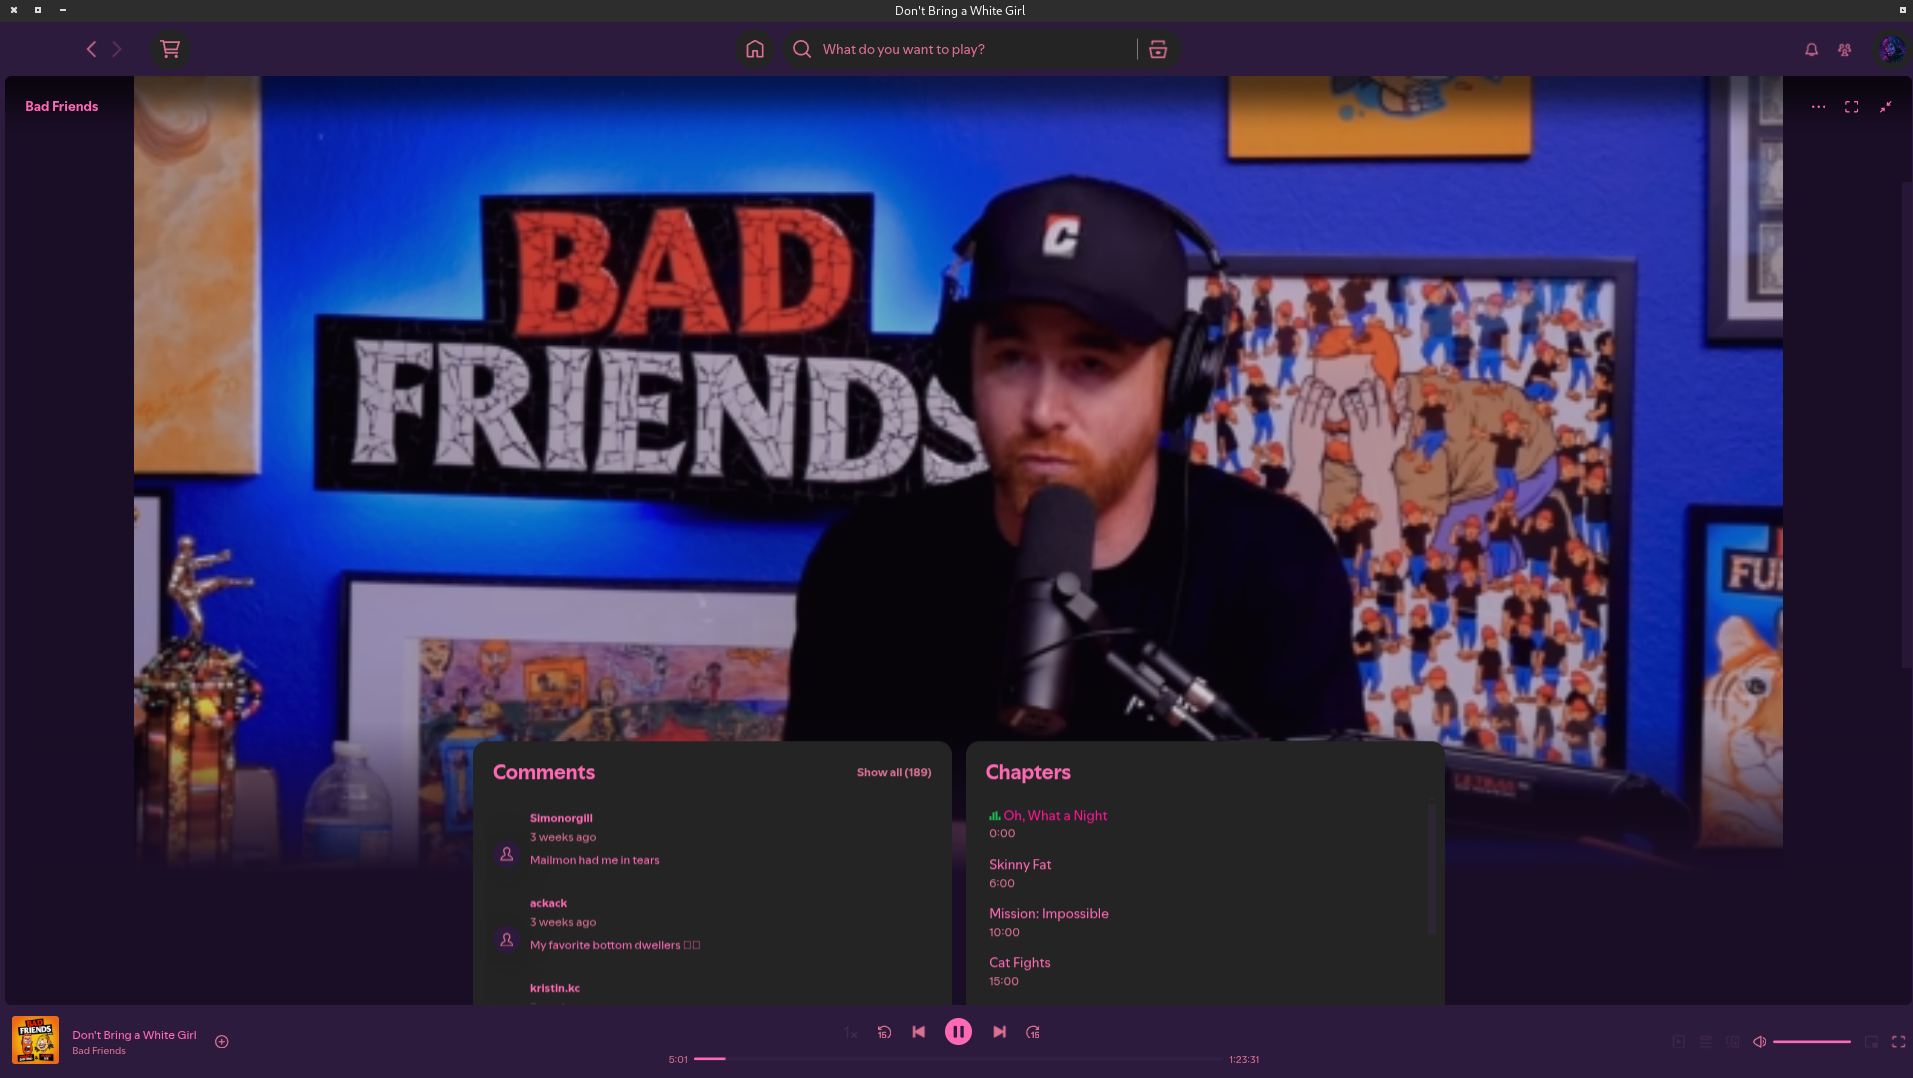 Don't Bring a White Girl
What do you want to play?
Bad Friends
BAD
FRIENDS
C
FU
Comments
Show all (189)
Simonorgill
3 weeks ago
Mailmon had me in tears
ackack
3 weeks ago
My favorite bottom dwellers
kristin.kc
Chapters
Oh, What a Night
0:00
Skinny Fat
6:00
Mission: Impossible
10:00
Cat Fights
15:00
BAD
FRIENDS
Don't Bring a White Girl
Bad Friends
1x
15
15
5:01
1:23:31